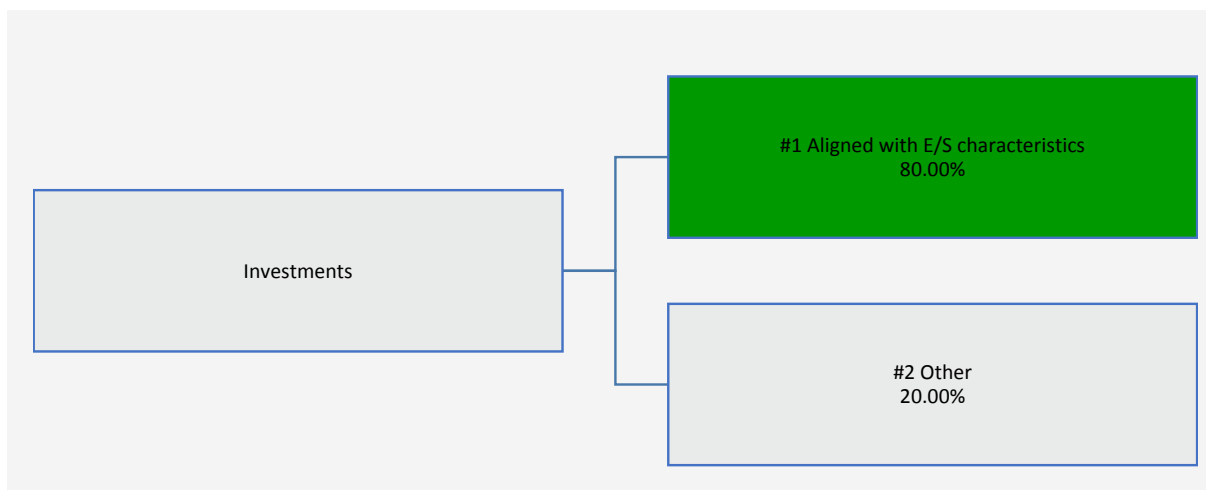 Investments
#1 Aligned with E/S characteristics
80.00%
#2 Other
20.00%